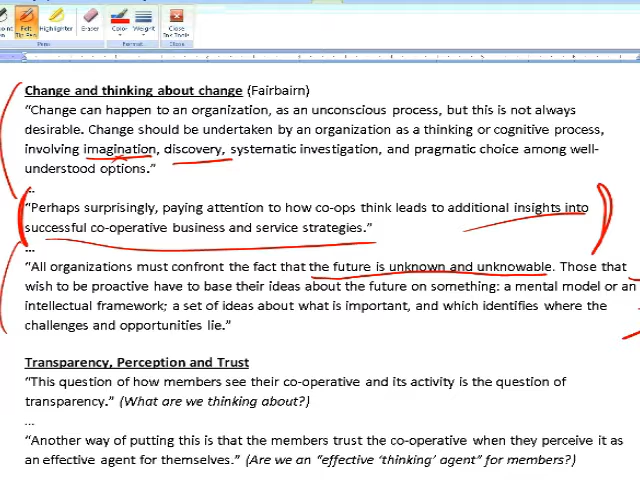 Felt
Tip Pen
Highlighter
Eraser
Color
Weight
Close
Ink Tools
Pens
Format
Close
Change and thinking about change (Fairbairn)
“Change can happen to an organization, as an unconscious process, but this is not always
desirable. Change should be undertaken by an organization as a thinking or cognitive process,
involving imagination, discovery, systematic investigation, and pragmatic choice among well-
understood options.”
...
“Perhaps surprisingly, paying attention to how co-ops think leads to additional insights into
successful co-operative business and service strategies.”
...
“All organizations must confront the fact that the future is unknown and unknowable. Those that
wish to be proactive have to base their ideas about the future on something: a mental model or an
intellectual framework; a set of ideas about what is important, and which identifies where the
challenges and opportunities lie.”
Transparency, Perception and Trust
“This question of how members see their co-operative and its activity is the question of
transparency.” (What are we thinking about?)
...
“Another way of putting this is that the members trust the co-operative when they perceive it as
an effective agent for themselves.” (Are we an “effective ‘thinking’ agent” for members?)